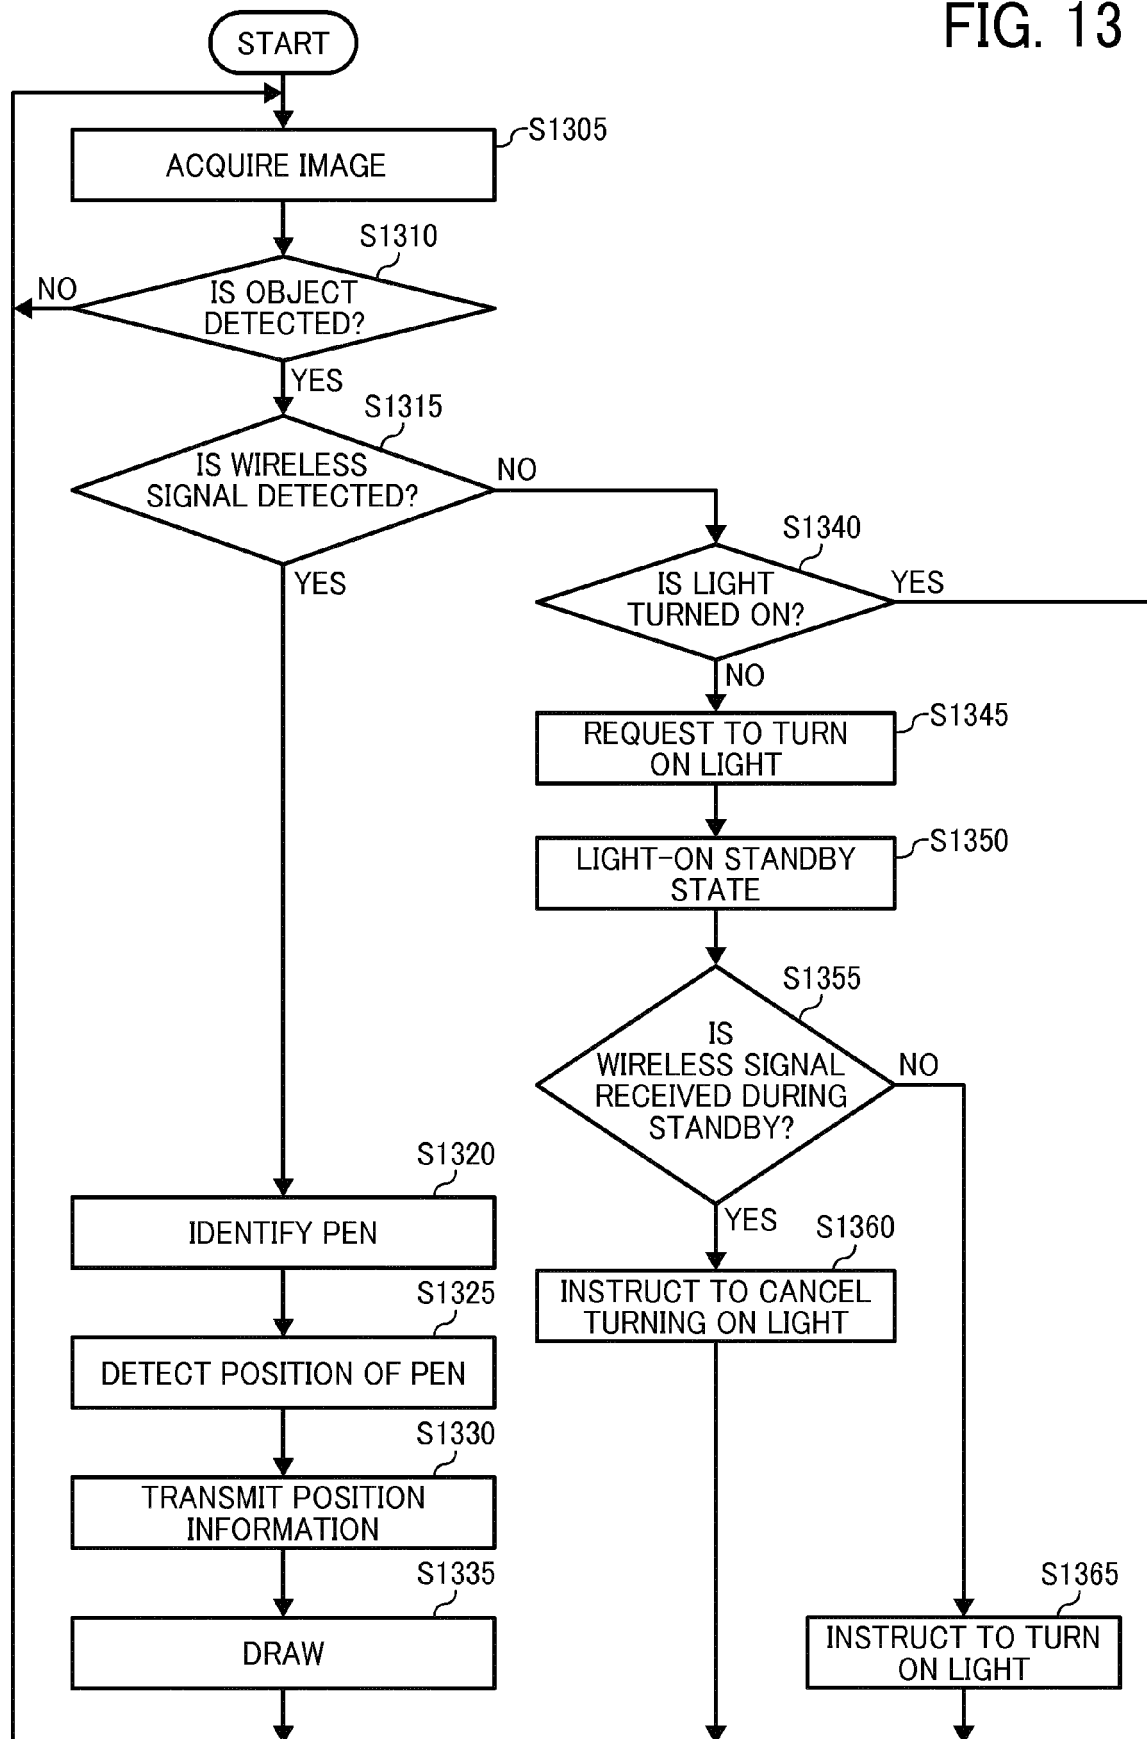 FIG. 13
START
S1305
ACQUIRE IMAGE
S1310
IS OBJECT
DETECTED?
NO
YES
S1315
IS WIRELESS
SIGNAL DETECTED?
NO
YES
S1340
IS LIGHT
TURNED ON?
YES
NO
S1345
REQUEST TO TURN
ON LIGHT
S1350
LIGHT-ON STANDBY
STATE
S1355
IS
WIRELESS SIGNAL
RECEIVED DURING
STANDBY?
NO
YES
S1320
IDENTIFY PEN
S1360
INSTRUCT TO CANCEL
TURNING ON LIGHT
S1325
DETECT POSITION OF PEN
S1330
TRANSMIT POSITION
INFORMATION
S1335
DRAW
S1365
INSTRUCT TO TURN
ON LIGHT